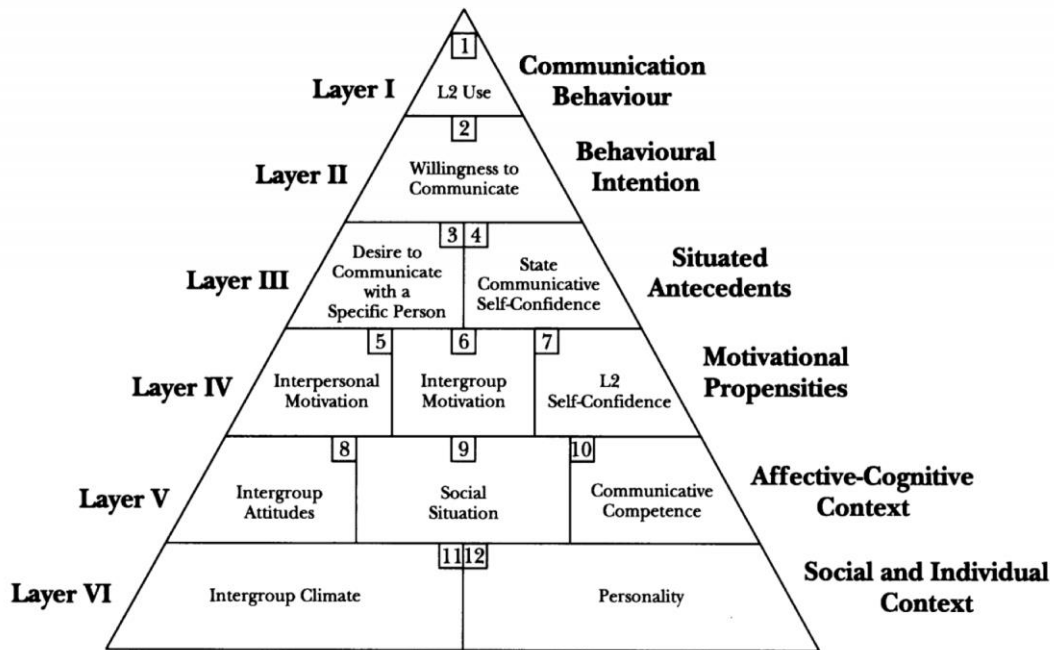 1
Layer I
L2 Use
Communication
Behaviour
2
Layer II
Willingness to
Communicate
Behavioural
Intention
3 4
Layer III
Desire to
Communicate
with a
Specific Person
State
Communicative
Self-Confidence
Situated
Antecedents
5 6 7
Layer IV
Interpersonal
Motivation
Intergroup
Motivation
L2
Self-Confidence
Motivational
Propensities
8 9 10
Layer V
Intergroup
Attitudes
Social
Situation
Communicative
Competence
Affective-Cognitive
Context
11 12
Layer VI
Intergroup Climate
Personality
Social and Individual
Context